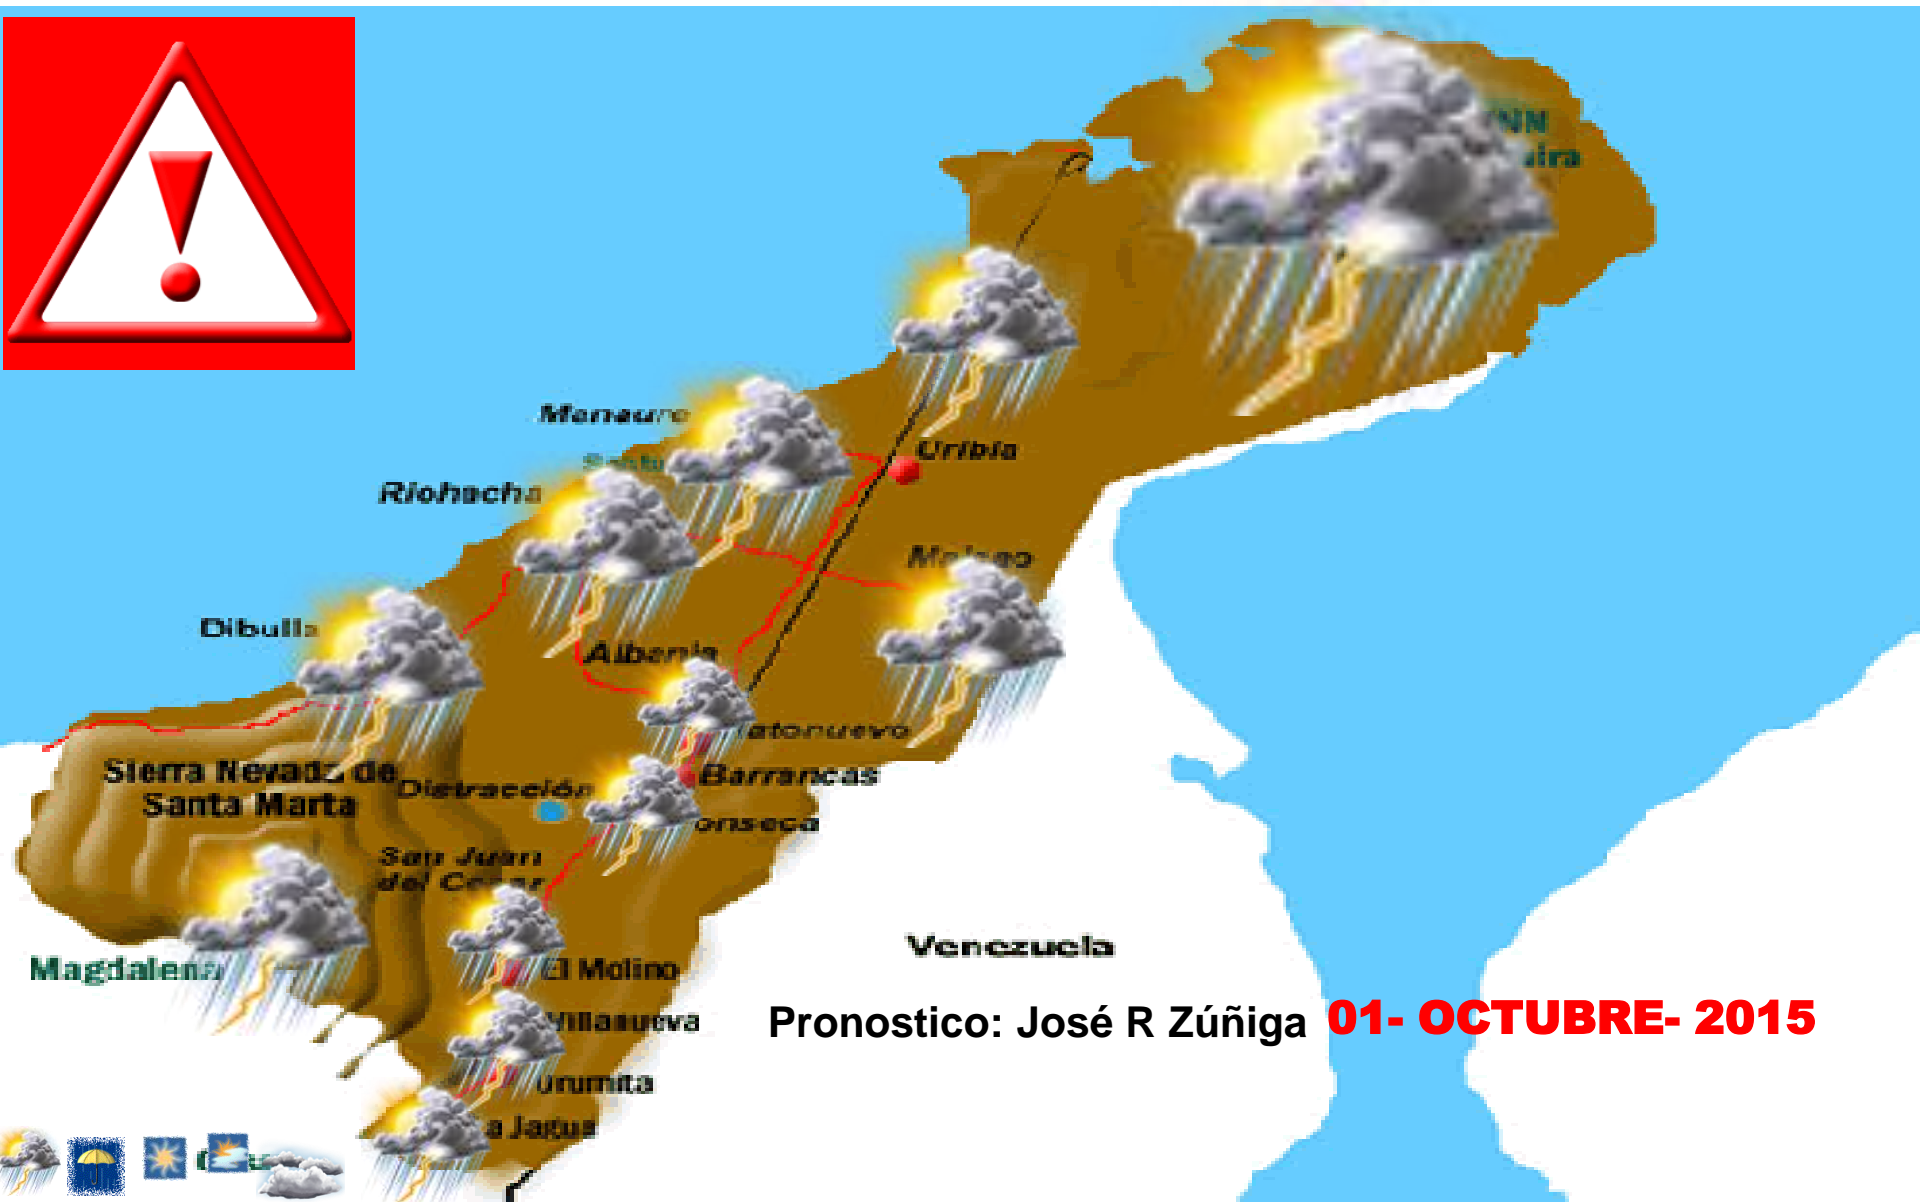 Manaure
Uribia
Riohacha
Dibulla
Albania
Sierra Nevada de
Santa Marta
Distracción
Barrancas
San Juan
del Cesar
Magdalena
El Molino
Venezuela
Villanueva
Pronostico: José R Zúñiga 01- OCTUBRE- 2015
Urumita